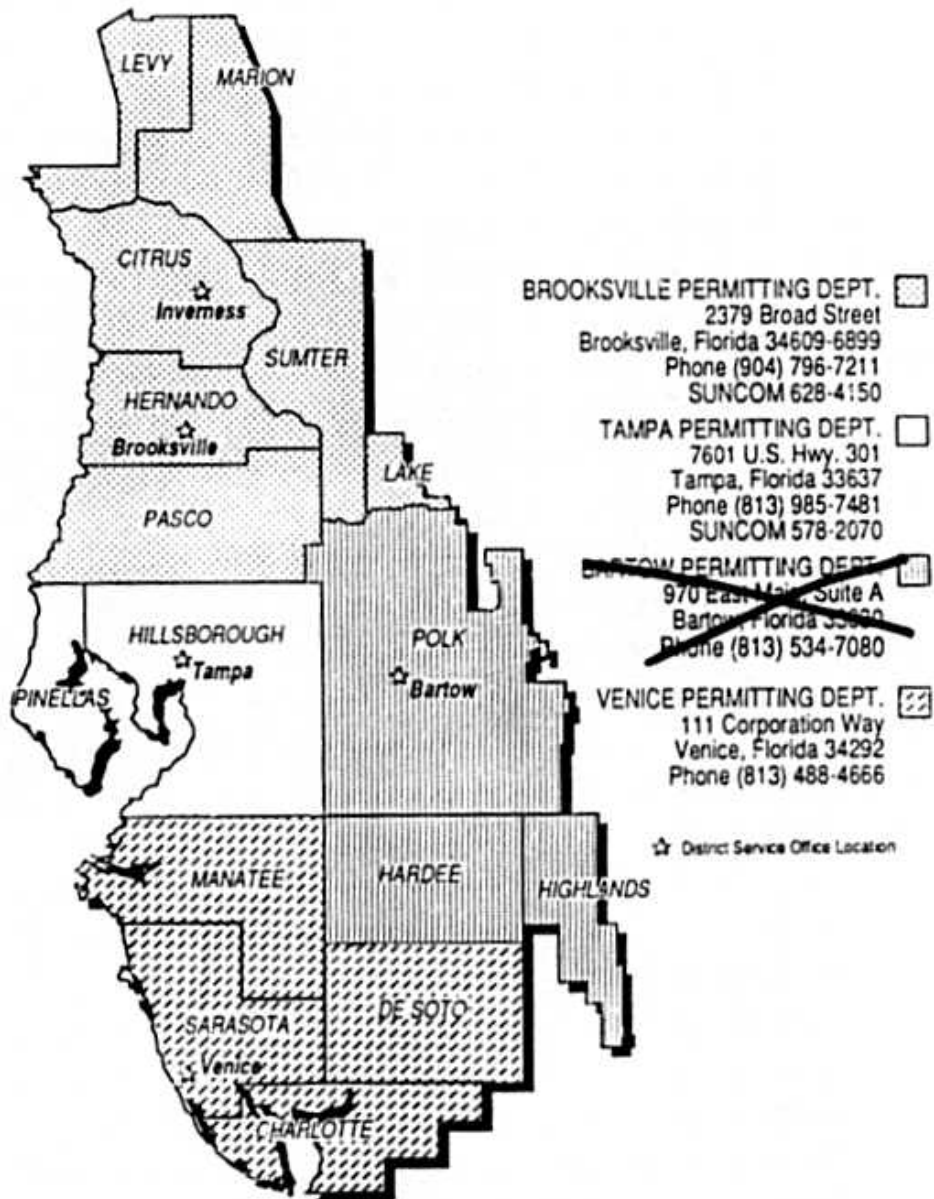 LEVY
MARION
CITRUS
Inverness
SUMTER
HERNANDO
Brooksville
LAKE
PASCO
HILLSBOROUGH
Tampa
PINELLAS
POLK
Bartow
MANATEE
HARDEE
HIGHLANDS
SARASOTA
Venice
DE SOTO
CHARLOTTE
BROOKSVILLE PERMITTING DEPT.
2379 Broad Street
Brooksville, Florida 34609-6899
Phone (904) 796-7211
SUNCOM 628-4150
TAMPA PERMITTING DEPT.
7601 U.S. Hwy. 301
Tampa, Florida 33637
Phone (813) 985-7481
SUNCOM 578-2070
BARTOW PERMITTING DEPT.
970 East Main, Suite A
Bartow, Florida
Phone (813) 534-7080
VENICE PERMITTING DEPT.
111 Corporation Way
Venice, Florida 34292
Phone (813) 488-4666
District Service Office Location